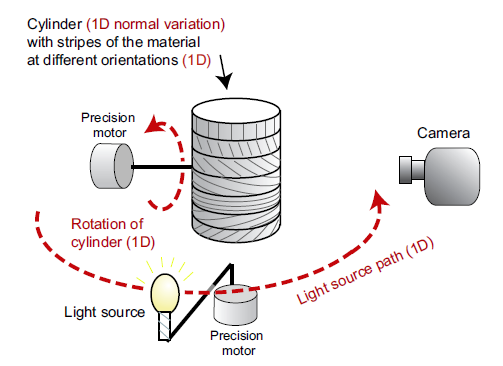 Cylinder (1D normal variation)
with stripes of the material
at different orientations (1D)
Precision
motor
Camera
Rotation of
cylinder (1D)
Light source path (1D)
Light source
Precision
motor